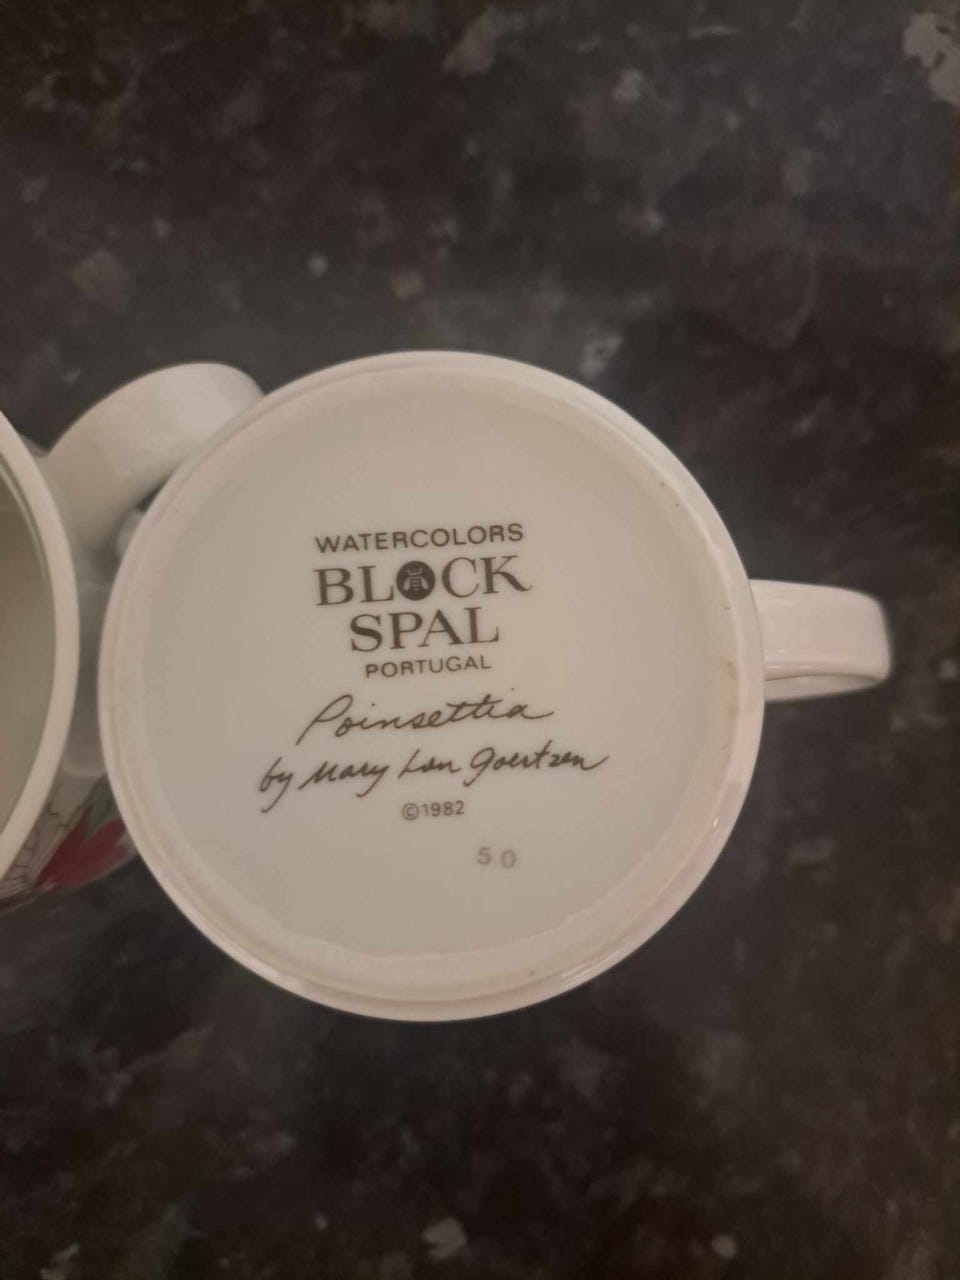 WATERCOLORS
BLOCK
SPAL
PORTUGAL
Poinsettia
by Mary Lou Goertzen
©1982
50